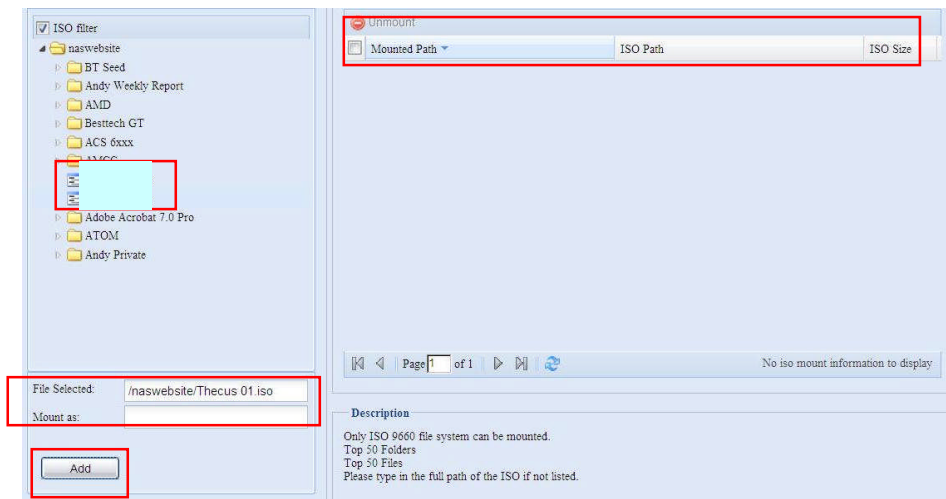 ISO filter
naswebsite
BT Seed
Andy Weekly Report
AMD
Besttech GT
ACS 6xxx
Adobe Acrobat 7.0 Pro
ATOM
Andy Private
File Selected: /naswebsite/Thecus 01.iso
Mount as:
Add
Unmount
Mounted Path ISO Path ISO Size
Page 1 of 1 No iso mount information to display
Description
Only ISO 9660 file system can be mounted.
Top 50 Folders
Top 50 Files
Please type in the full path of the ISO if not listed.